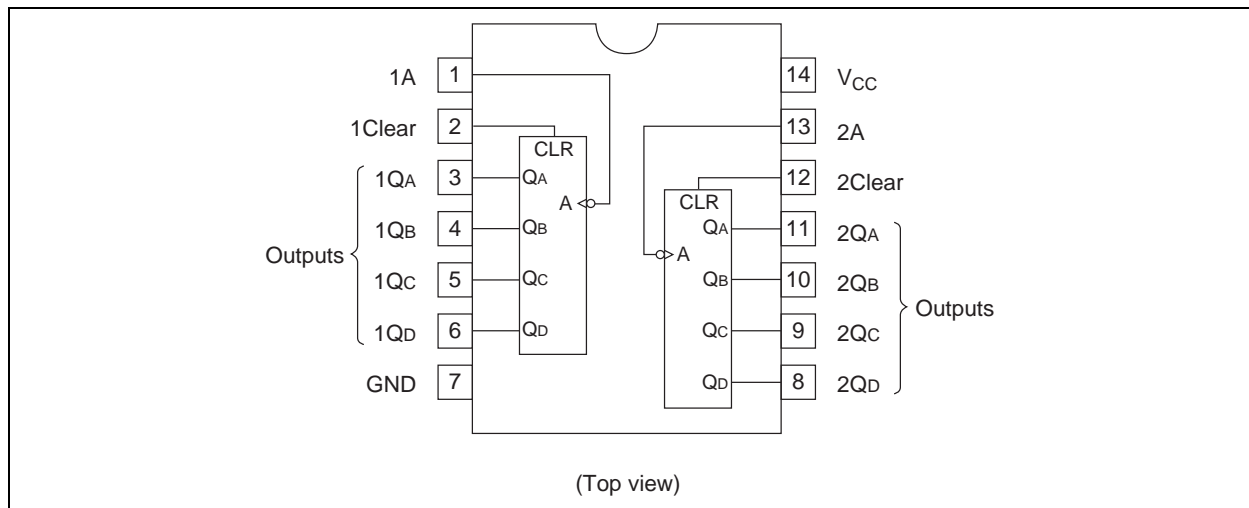 1A 1 14 VCC
1Clear 2 13 2A
CLR
1QA 3 QA 12 2Clear
A CLR
1QB 4 QB QA 11 2QA
Outputs A
1QC 5 QC QB 10 2QB
Outputs
1QD 6 QD QC 9 2QC
GND 7 QD 8 2QD
(Top view)